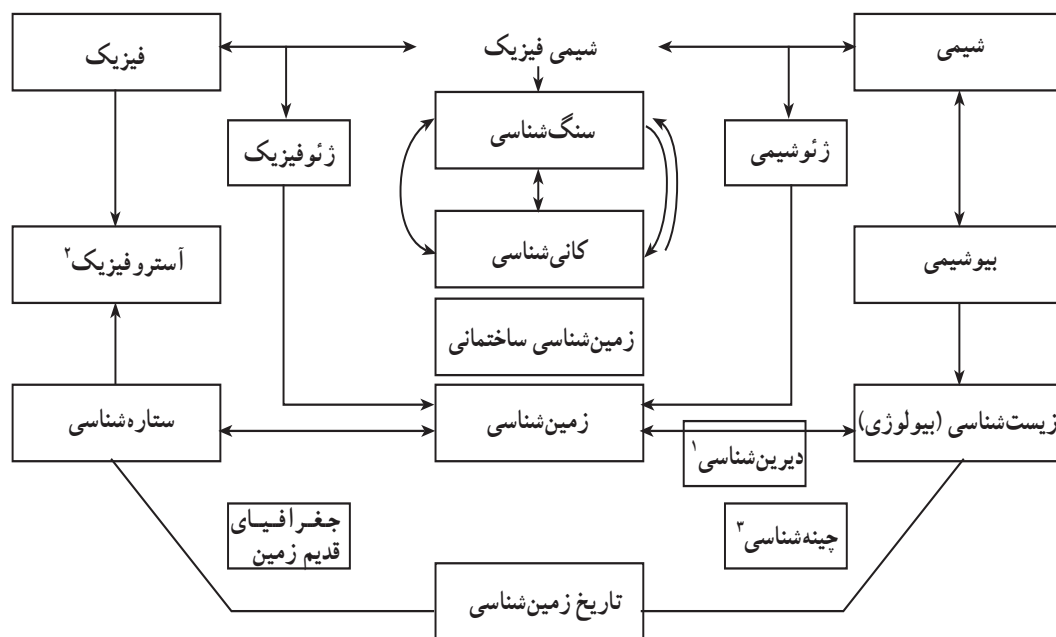 شیمی
شیمی فیزیک
فیزیک
سنگ‌شناسی
ژئوشیمی
ژئوفیزیک
کانی‌شناسی
بیوشیمی
آستروفیزیک۲
زمین‌شناسی ساختمانی
زیست‌شناسی (بیولوژی)
زمین‌شناسی
ستاره‌شناسی
دیرین‌شناسی۱
چینه‌شناسی۳
جغرافیای
قدیم زمین
تاریخ زمین‌شناسی